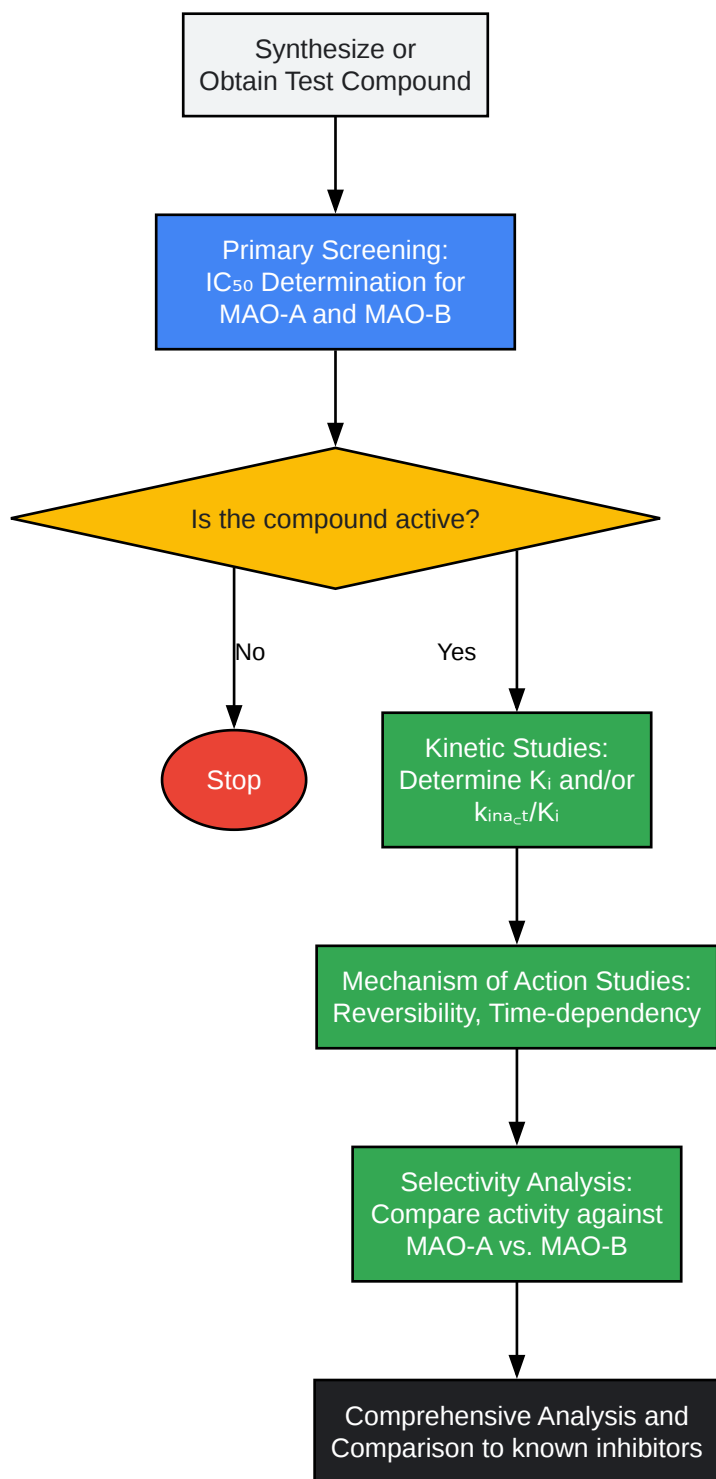 Synthesize or
Obtain Test Compound
Primary Screening:
IC₅₀ Determination for
MAO-A and MAO-B
Is the compound active?
No
Yes
Stop
Kinetic Studies:
Determine Kᵢ and/or
kᵢₙₐ꜀ₜ/Kᵢ
Mechanism of Action Studies:
Reversibility, Time-dependency
Selectivity Analysis:
Compare activity against
MAO-A vs. MAO-B
Comprehensive Analysis and
Comparison to known inhibitors